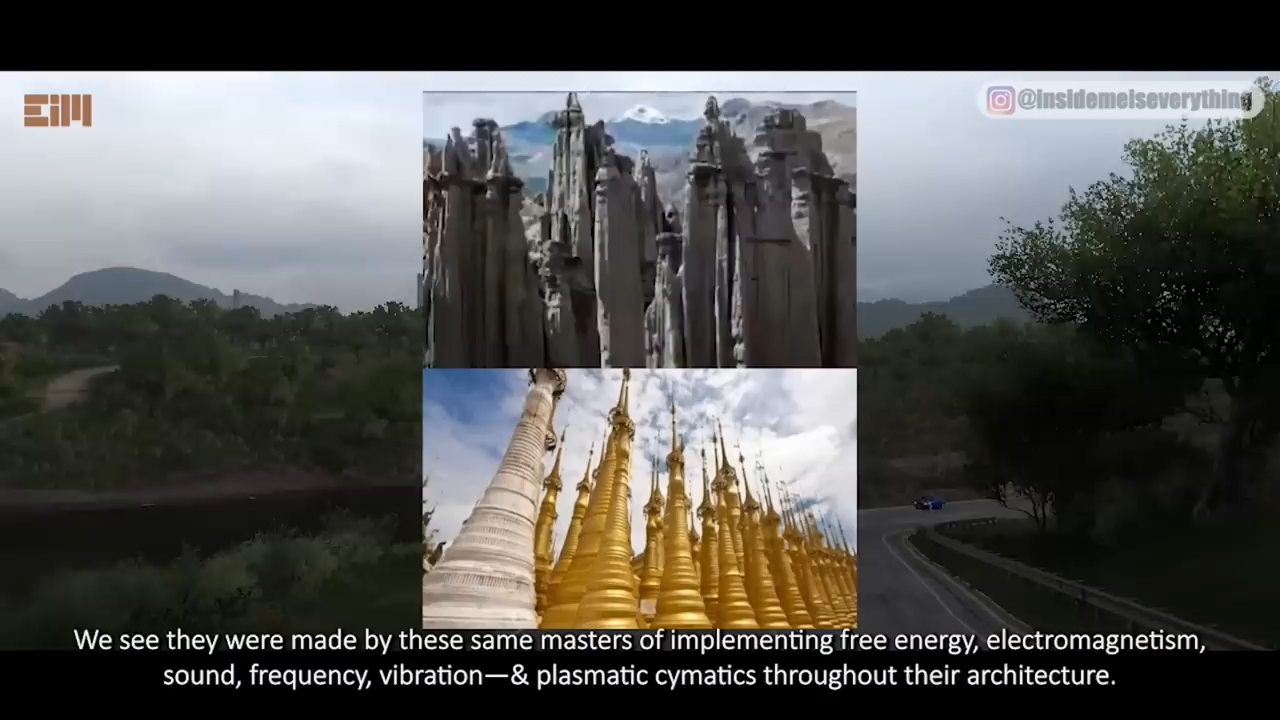 EiM
@insidemeiseverything
We see they were made by these same masters of implementing free energy, electromagnetism,
sound, frequency, vibration—& plasmatic cymatics throughout their architecture.